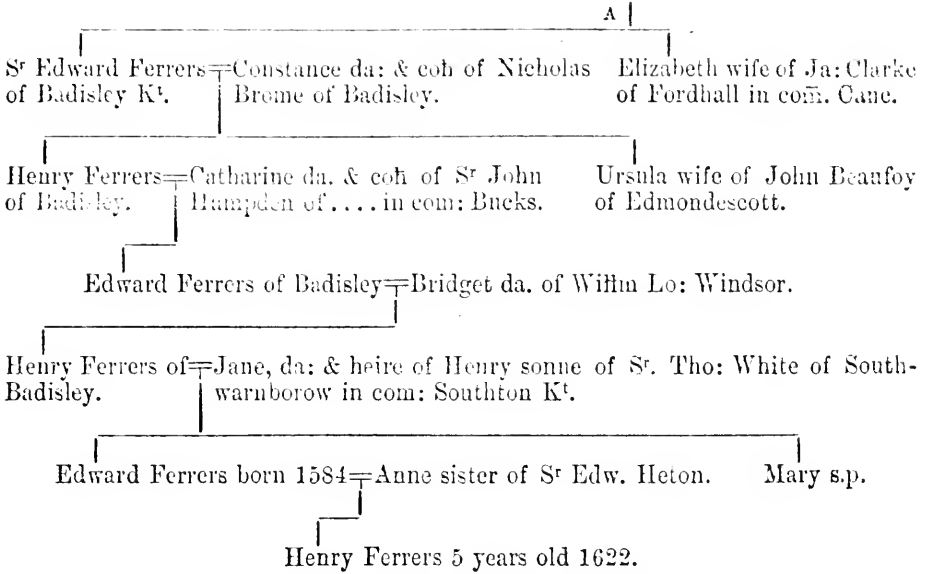 A
Sʳ Edward Ferrers Constance da: & coh of Nicholas Elizabeth wife of Ja: Clarke
of Badisley Kᵗ. Brome of Badisley. of Fordhall in com̄. Canc.
Henry Ferrers Catharine da. & coħ of Sʳ John Ursula wife of John Beaufoy
of Badisley. Hampden of .... in com: Bucks. of Edmondescott.
Edward Ferrers of Badisley Bridget da. of Wiƚƚm Lo: Windsor.
Henry Ferrers of Jane, da: & heire of Henry sonne of Sʳ. Tho: White of South-
Badisley. warnborow in com: Southton Kᵗ.
Edward Ferrers born 1584 Anne sister of Sʳ Edw. Heton. Mary s.p.
Henry Ferrers 5 years old 1622.